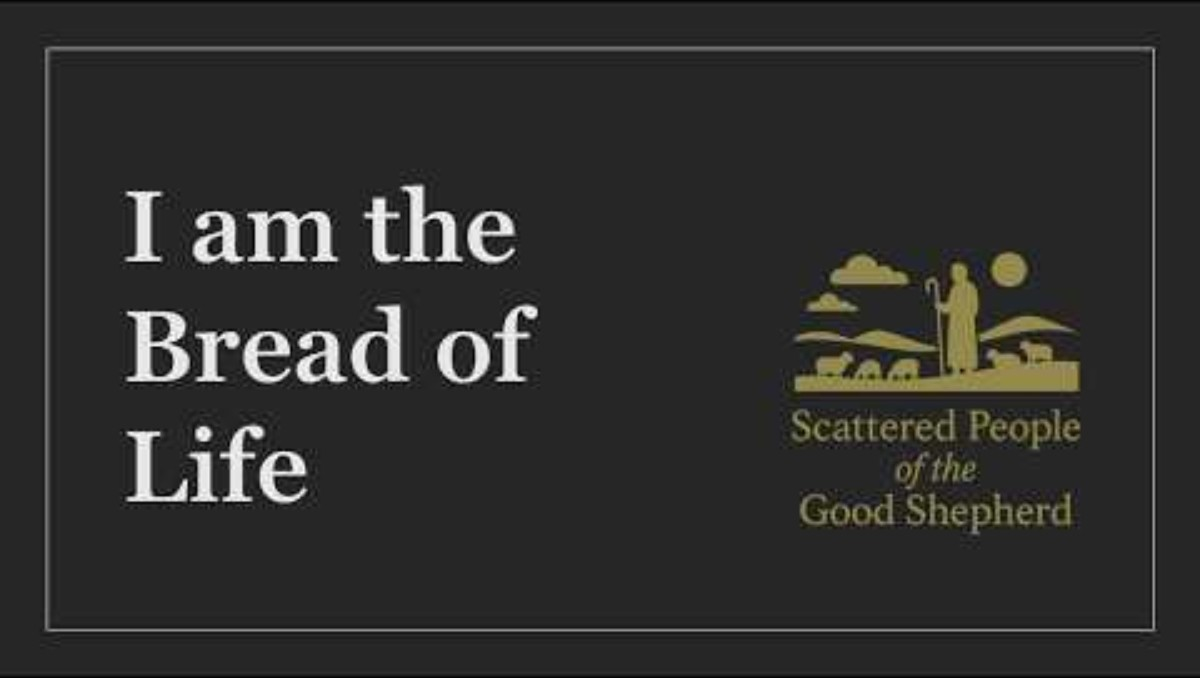 I am the
Bread of
Life
Scattered People
of the
Good Shepherd